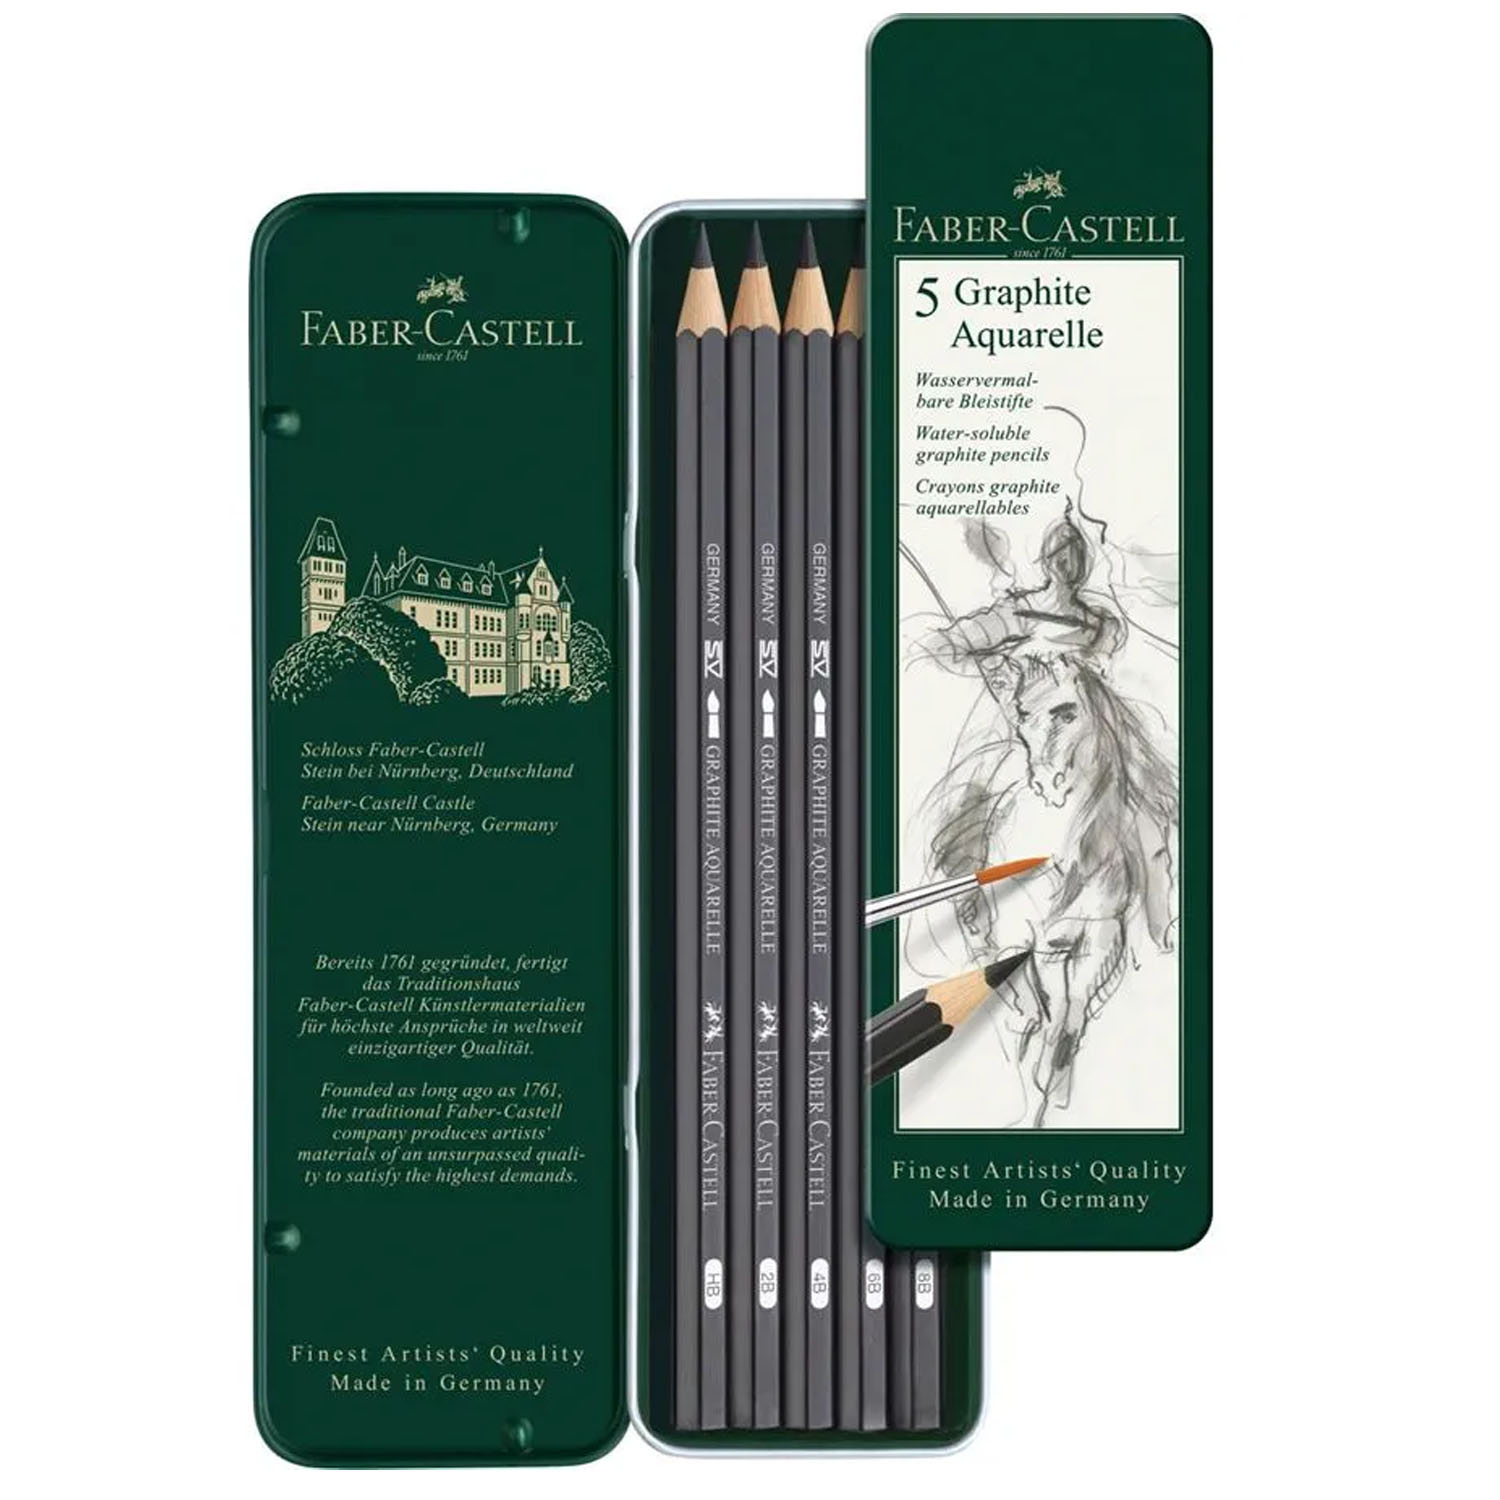 FABER-CASTELL
since 1761
Schloss Faber-Castell
Stein bei Nürnberg, Deutschland
Faber-Castell Castle
Stein near Nürnberg, Germany
Bereits 1761 gegründet, fertigt
das Traditionshaus
Faber-Castell Künstlermaterialien
für höchste Ansprüche in weltweit
einzigartiger Qualität.
Founded as long ago as 1761,
the traditional Faber-Castell
company produces artists'
materials of an unsurpassed quali-
ty to satisfy the highest demands.
Finest Artists' Quality
Made in Germany
GERMANY SV GRAPHITE AQUARELLE FABER-CASTELL HB
GERMANY SV GRAPHITE AQUARELLE FABER-CASTELL 2B
GERMANY SV GRAPHITE AQUARELLE FABER-CASTELL 4B
6B
8B
FABER-CASTELL
since 1761
5 Graphite
Aquarelle
Wasservermal-
bare Bleistifte
Water-soluble
graphite pencils
Crayons graphite
aquarellables
Finest Artists' Quality
Made in Germany